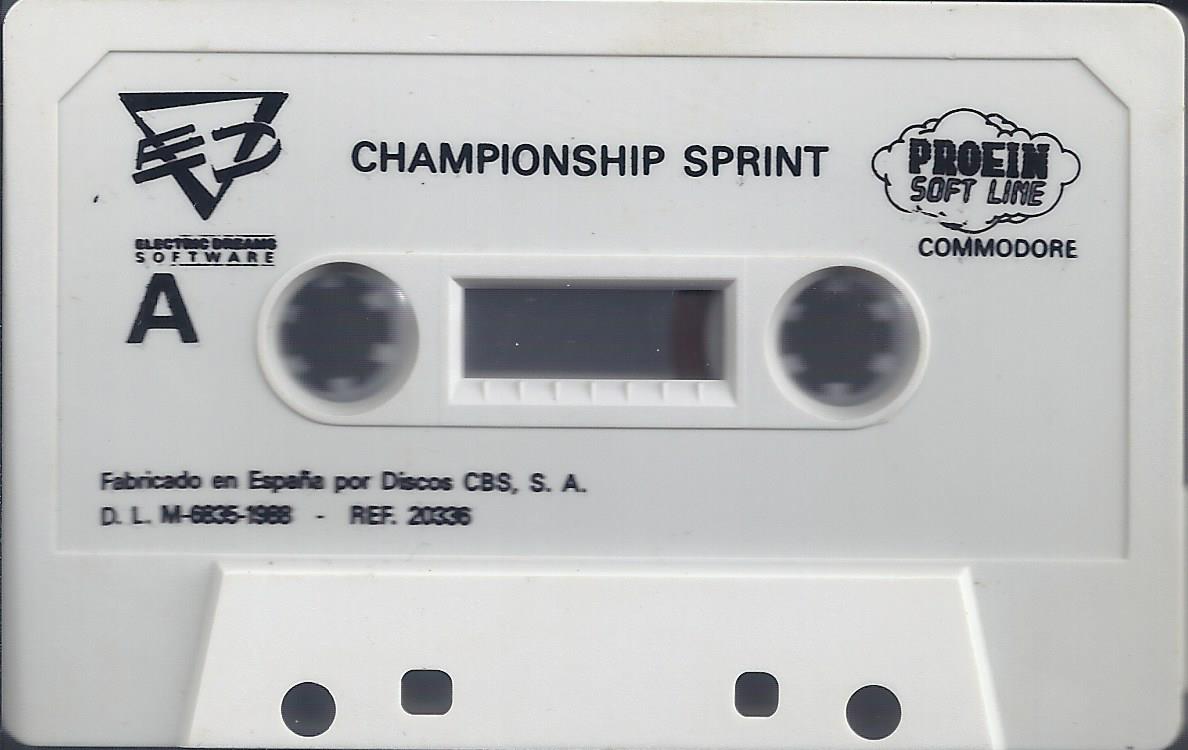 ED
CHAMPIONSHIP SPRINT
PROEIN
SOFT LINE
COMMODORE
ELECTRIC DREAMS
SOFTWARE
A
Fabricado en España por Discos CBS, S. A.
D. L. M-6835-1988 - REF. 20336